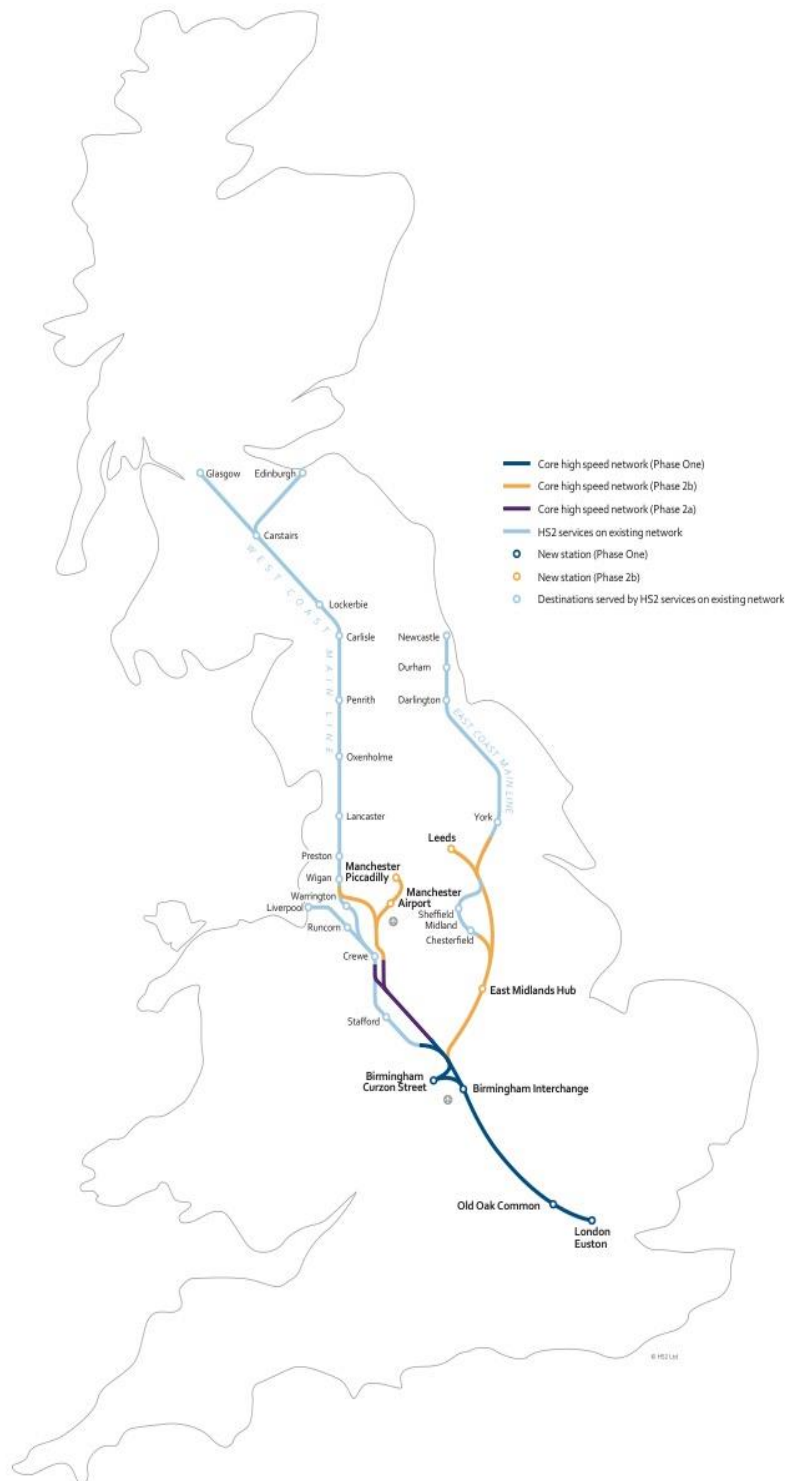 Core high speed network (Phase One)
Core high speed network (Phase 2b)
Core high speed network (Phase 2a)
HS2 services on existing network
New station (Phase One)
New station (Phase 2b)
Destinations served by HS2 services on existing network
Glasgow
Edinburgh
Carstairs
WEST COAST MAIN LINE
Lockerbie
Carlisle
Newcastle
Durham
Penrith
Darlington
EAST COAST MAIN LINE
Oxenholme
Lancaster
York
Leeds
Preston
Manchester
Piccadilly
Wigan
Manchester
Airport
Warrington
Liverpool
Sheffield
Midland
Runcorn
Chesterfield
Crewe
East Midlands Hub
Stafford
Birmingham
Curzon Street
Birmingham Interchange
Old Oak Common
London
Euston
© HS2 Ltd